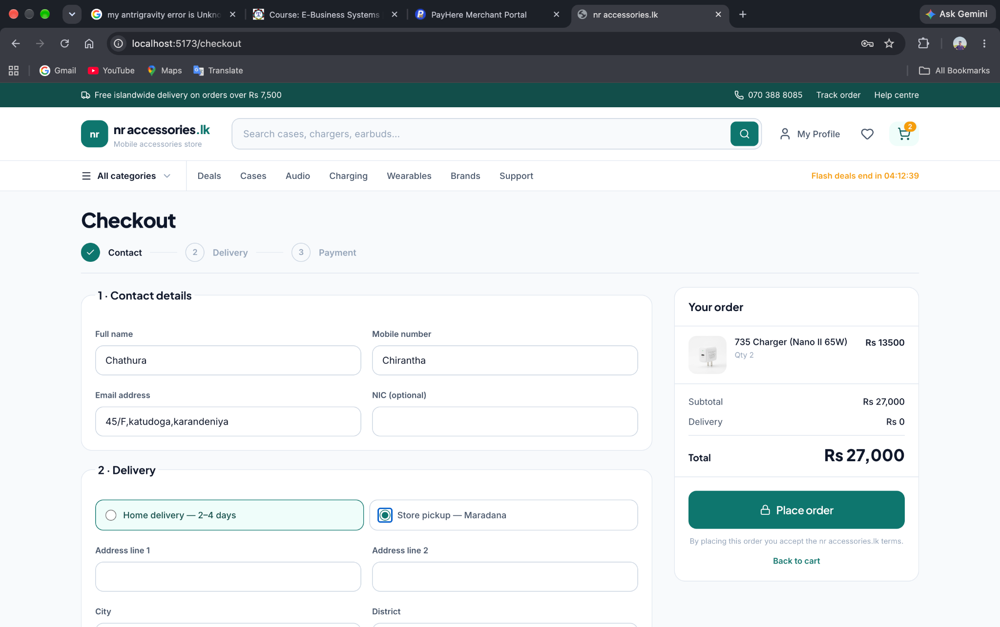 my antrigravity error is Unkno
Course: E-Business Systems
PayHere Merchant Portal
nr accessories.lk
Ask Gemini
localhost:5173/checkout
Gmail
YouTube
Maps
Translate
All Bookmarks
Free islandwide delivery on orders over Rs 7,500
070 388 8085
Track order
Help centre
nr
nr accessories.lk
Mobile accessories store
Search cases, chargers, earbuds...
My Profile
2
All categories
Deals
Cases
Audio
Charging
Wearables
Brands
Support
Flash deals end in 04:12:39
Checkout
Contact
2
Delivery
3
Payment
1 · Contact details
Full name
Mobile number
Chathura
Chirantha
Email address
NIC (optional)
45/F,katudoga,karandeniya
2 · Delivery
Home delivery — 2–4 days
Store pickup — Maradana
Address line 1
Address line 2
City
District
Your order
735 Charger (Nano II 65W)
Rs 13500
Qty 2
Subtotal
Rs 27,000
Delivery
Rs 0
Total
Rs 27,000
Place order
By placing this order you accept the nr accessories.lk terms.
Back to cart